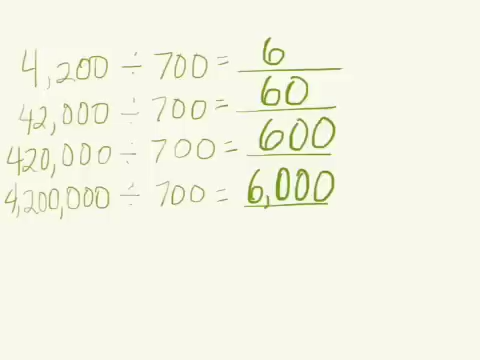 4,200 ÷ 700 = 6
42,000 ÷ 700 = 60
420,000 ÷ 700 = 600
4,200,000 ÷ 700 = 6,000